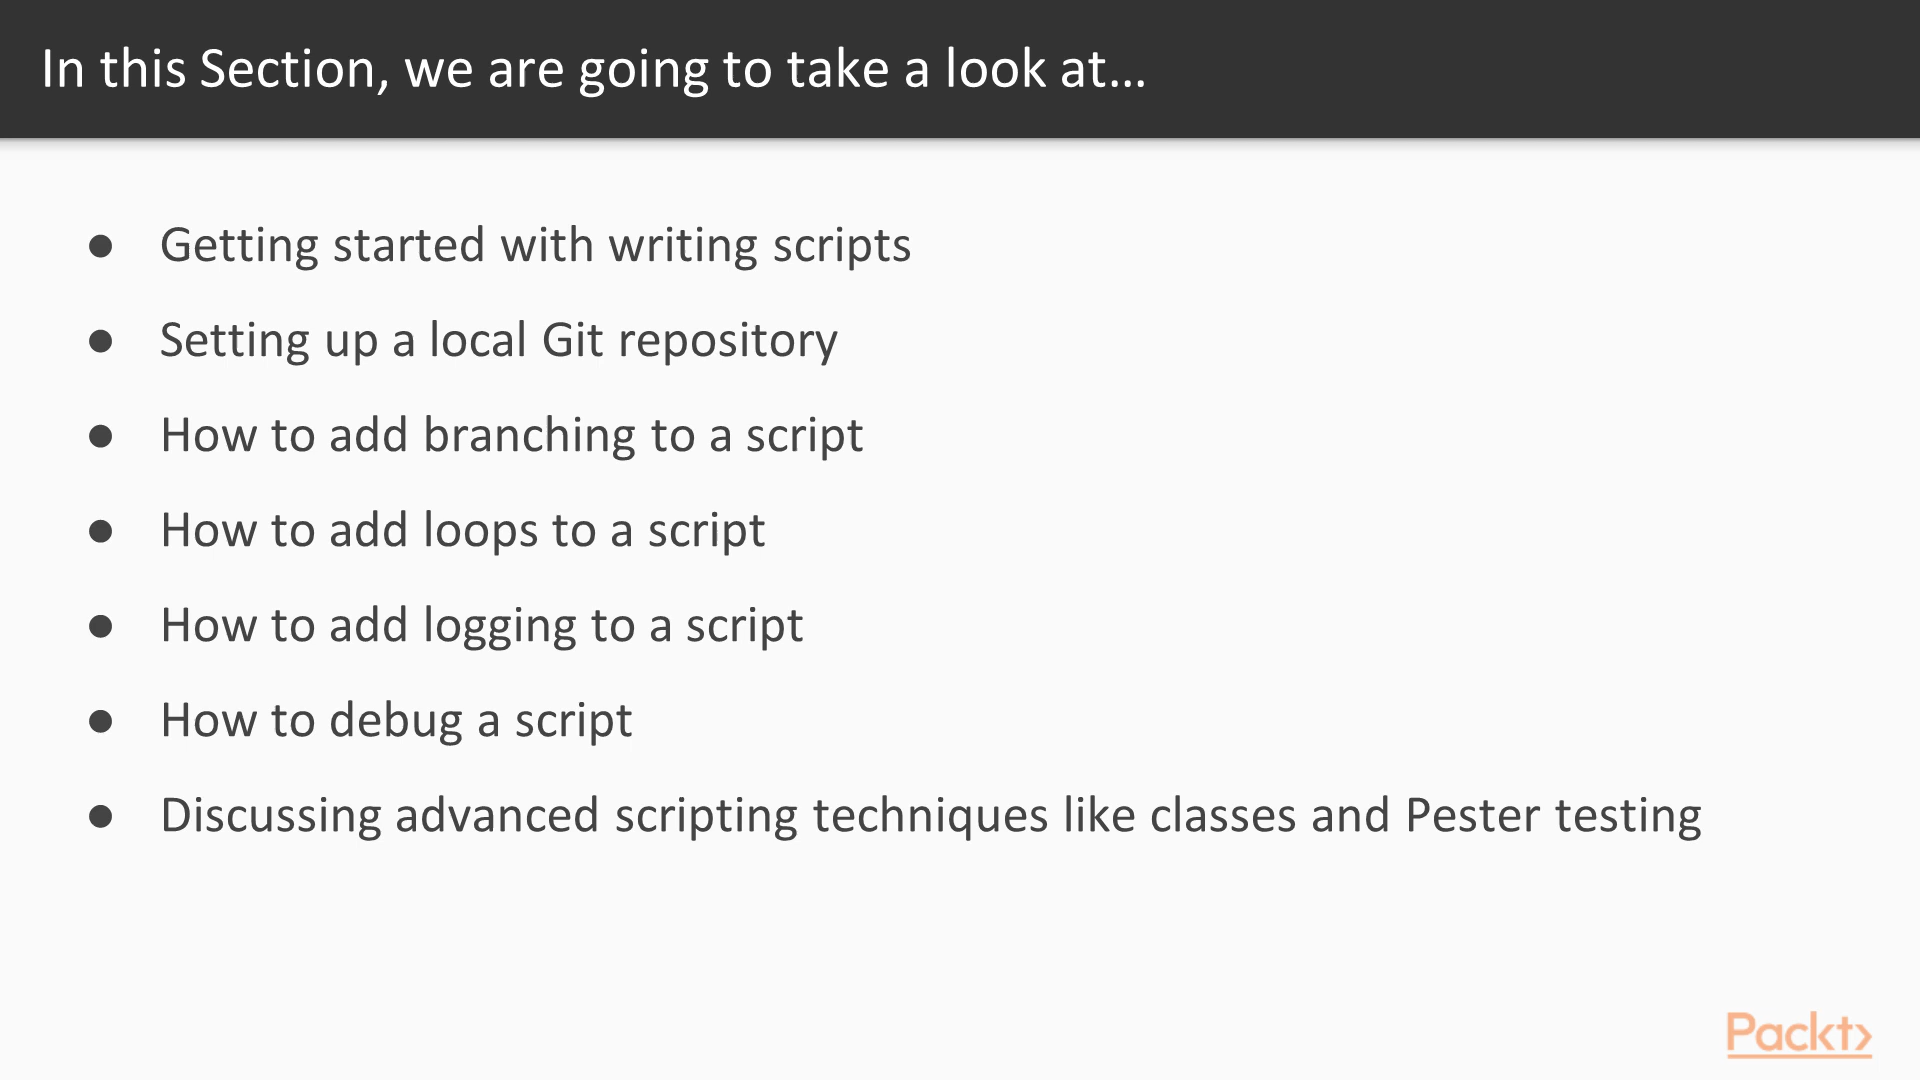 In this Section, we are going to take a look at…
● Getting started with writing scripts
● Setting up a local Git repository
● How to add branching to a script
● How to add loops to a script
● How to add logging to a script
● How to debug a script
● Discussing advanced scripting techniques like classes and Pester testing
Packt>